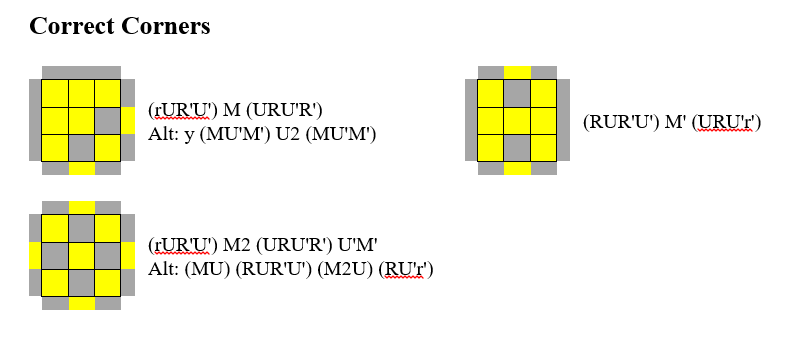 Correct Corners
(rUR'U') M (URU'R')
Alt: y (MU'M') U2 (MU'M')
(RUR'U') M' (URU'r')
(rUR'U') M2 (URU'R') U'M'
Alt: (MU) (RUR'U') (M2U) (RU'r')